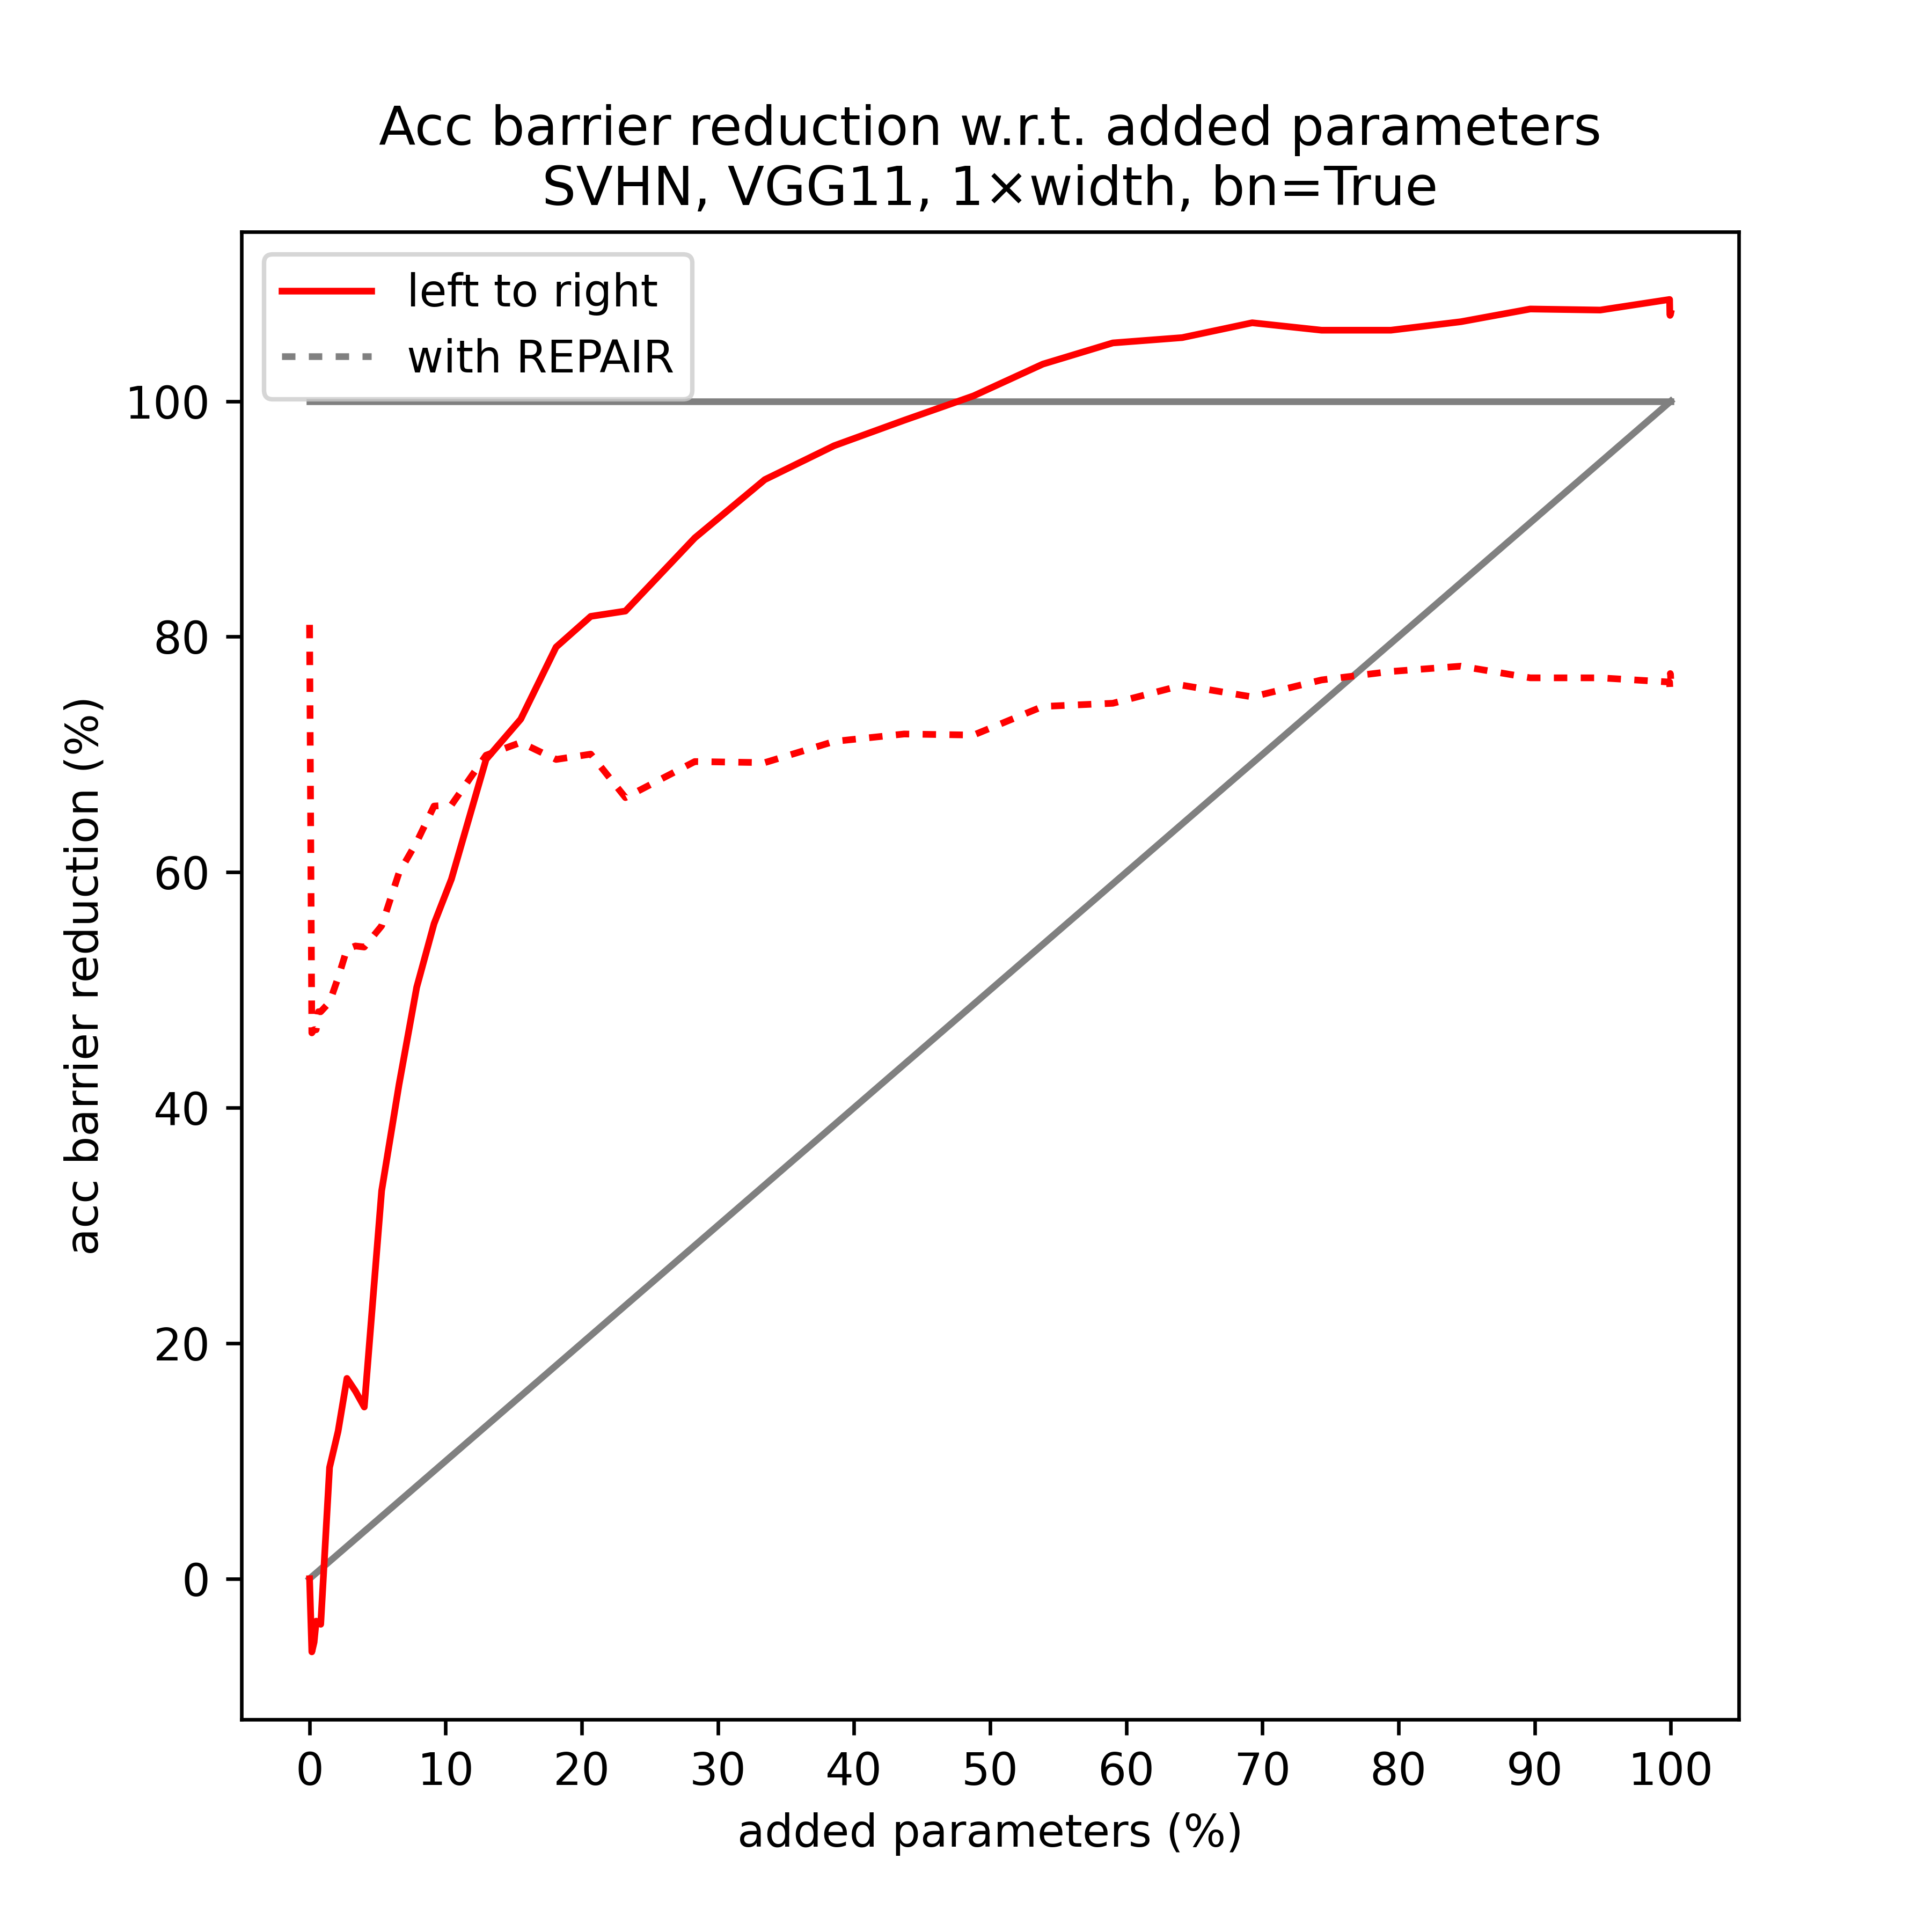 Acc barrier reduction w.r.t. added parameters
SVHN, VGG11, 1×width, bn=True
left to right
with REPAIR
acc barrier reduction (%)
100
80
60
40
20
0
0 10 20 30 40 50 60 70 80 90 100
added parameters (%)